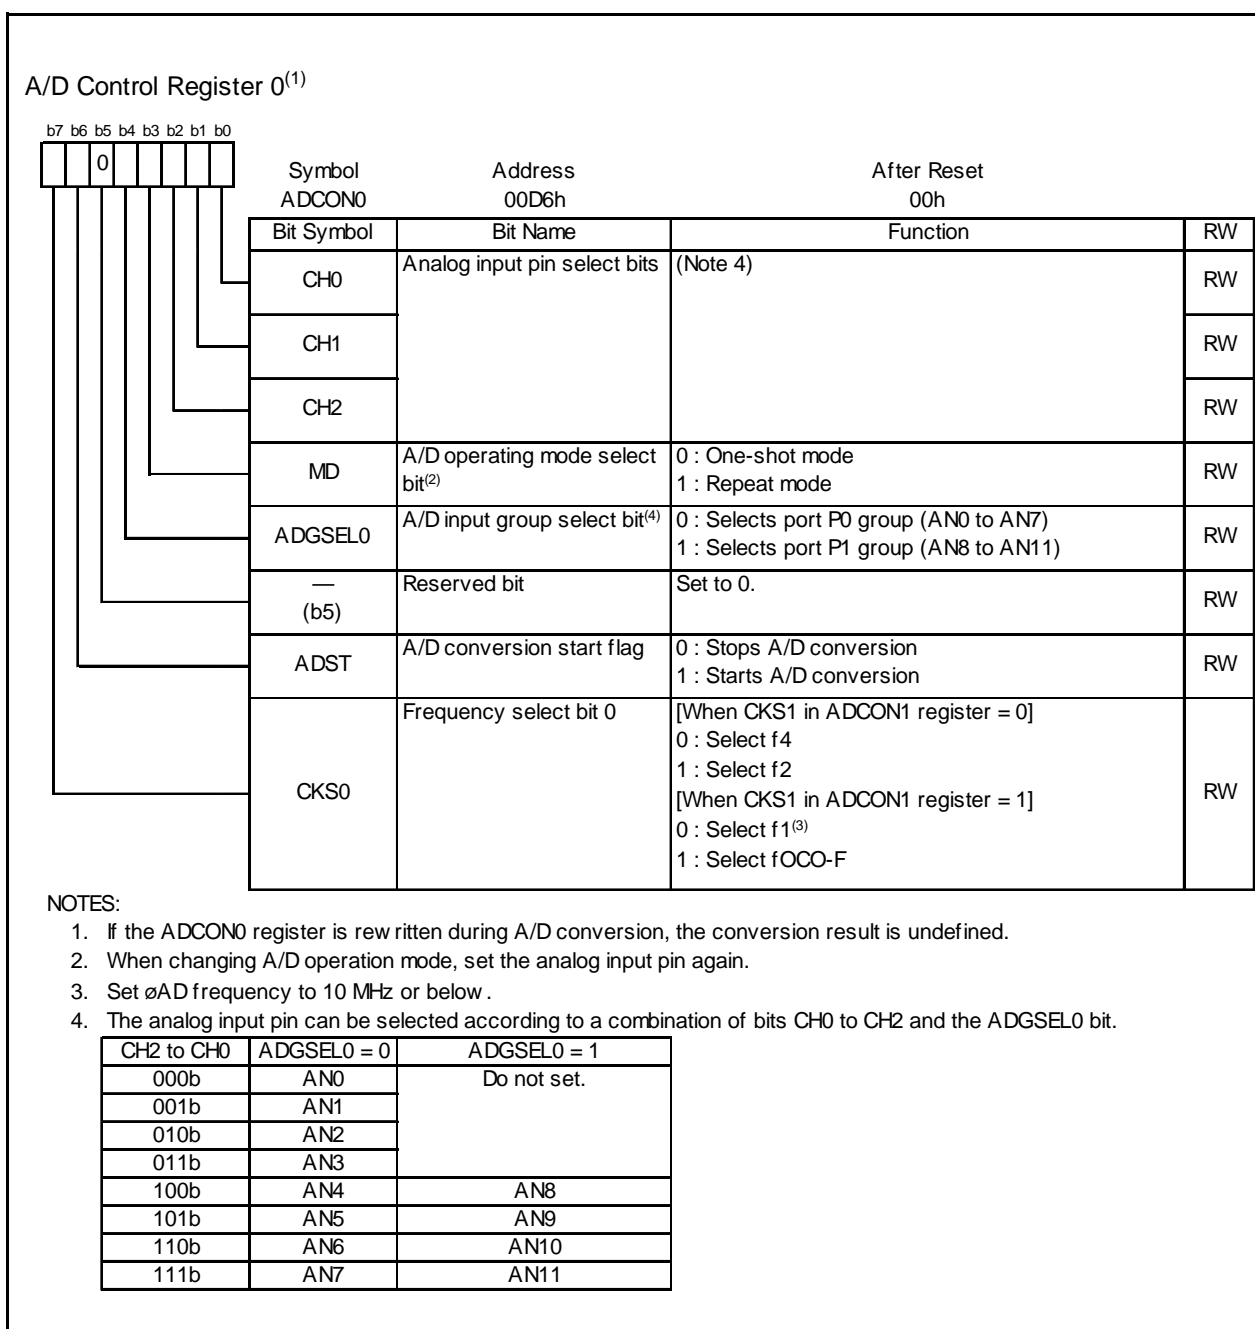 A/D Control Register 0(1)
b7 b6 b5 b4 b3 b2 b1 b0
0
Symbol Address After Reset
ADCON0 00D6h 00h
Bit Symbol Bit Name Function RW
CH0 Analog input pin select bits (Note 4) RW
CH1 RW
CH2 RW
MD A/D operating mode select bit(2) 0 : One-shot mode RW
1 : Repeat mode
ADGSEL0 A/D input group select bit(4) 0 : Selects port P0 group (AN0 to AN7) RW
1 : Selects port P1 group (AN8 to AN11)
— Reserved bit Set to 0. RW
(b5)
ADST A/D conversion start flag 0 : Stops A/D conversion RW
1 : Starts A/D conversion
CKS0 Frequency select bit 0 [When CKS1 in ADCON1 register = 0] RW
0 : Select f4
1 : Select f2
[When CKS1 in ADCON1 register = 1]
0 : Select f1(3)
1 : Select fOCO-F
NOTES:
1. If the ADCON0 register is rewritten during A/D conversion, the conversion result is undefined.
2. When changing A/D operation mode, set the analog input pin again.
3. Set øAD frequency to 10 MHz or below.
4. The analog input pin can be selected according to a combination of bits CH0 to CH2 and the ADGSEL0 bit.
CH2 to CH0 ADGSEL0 = 0 ADGSEL0 = 1
000b AN0 Do not set.
001b AN1
010b AN2
011b AN3
100b AN4 AN8
101b AN5 AN9
110b AN6 AN10
111b AN7 AN11